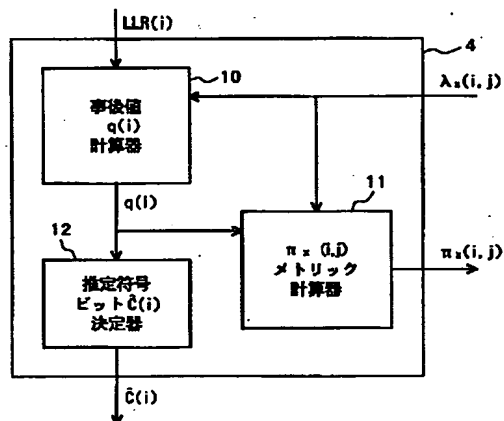 LLR(i)
4
10
λx(i,j)
事後値
q(i)
計算器
q(i)
11
12
πx (i,j)
メトリック
計算器
πx(i,j)
推定符号
ビットĈ(i)
決定器
Ĉ(i)